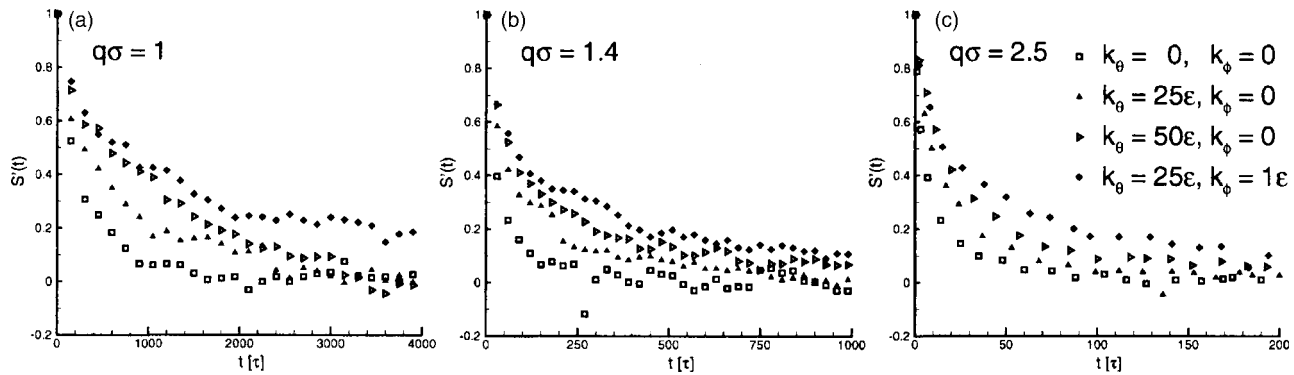 (a)
qσ = 1
S'(t)
1
0.8
0.6
0.4
0.2
0
-0.2
0 1000 2000 3000 4000
t [τ]
(b)
qσ = 1.4
S'(t)
1
0.8
0.6
0.4
0.2
0
-0.2
0 250 500 750 1000
t [τ]
(c)
qσ = 2.5
S'(t)
1
0.8
0.6
0.4
0.2
0
-0.2
0 50 100 150 200
t [τ]
kθ = 0, kϕ = 0
kθ = 25ε, kϕ = 0
kθ = 50ε, kϕ = 0
kθ = 25ε, kϕ = 1ε